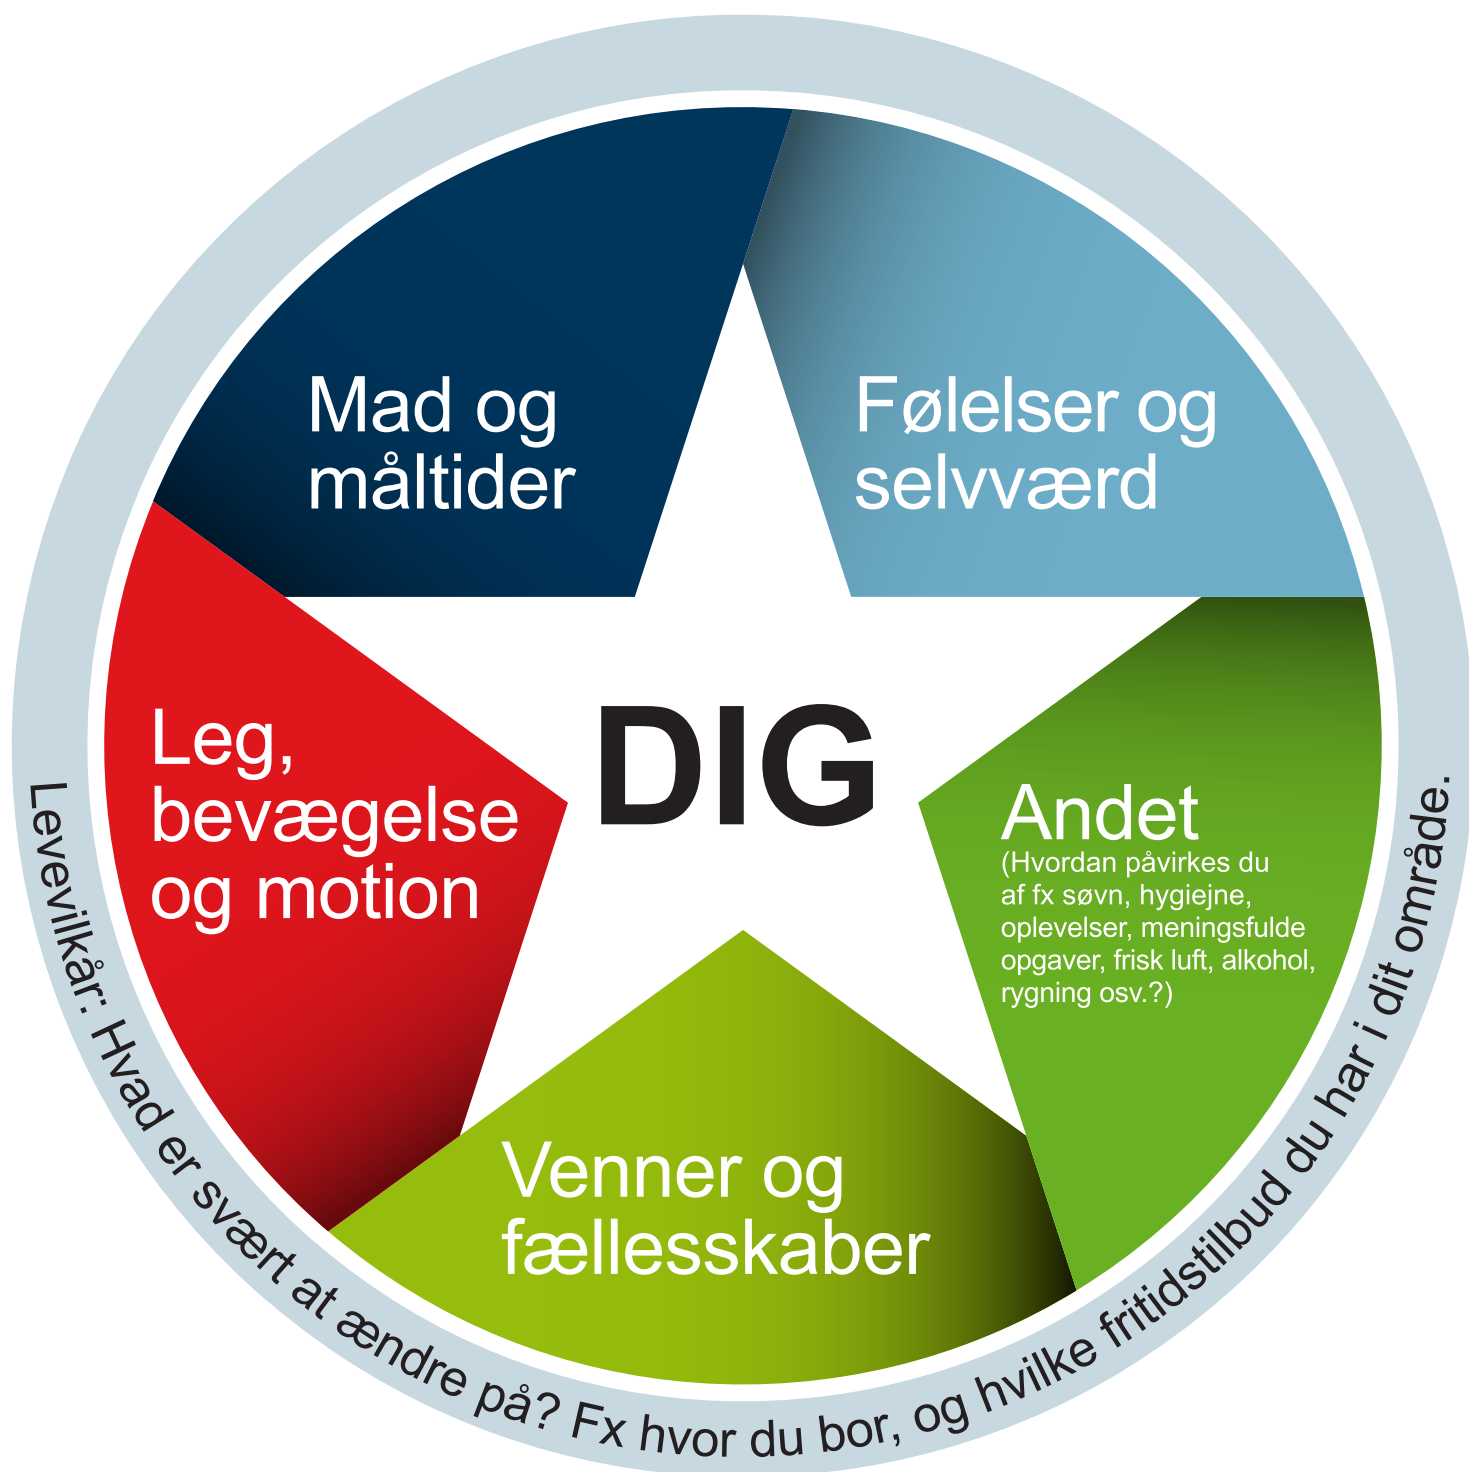 Mad og
måltider
Følelser og
selvværd
Leg,
bevægelse
og motion
DIG
Andet
(Hvordan påvirkes du
af fx søvn, hygiejne,
oplevelser, meningsfulde
opgaver, frisk luft, alkohol,
rygning osv.?)
Venner og
fællesskaber
Levevilkår: Hvad er svært at ændre på? Fx hvor du bor, og hvilke fritidstilbud du har i dit område.